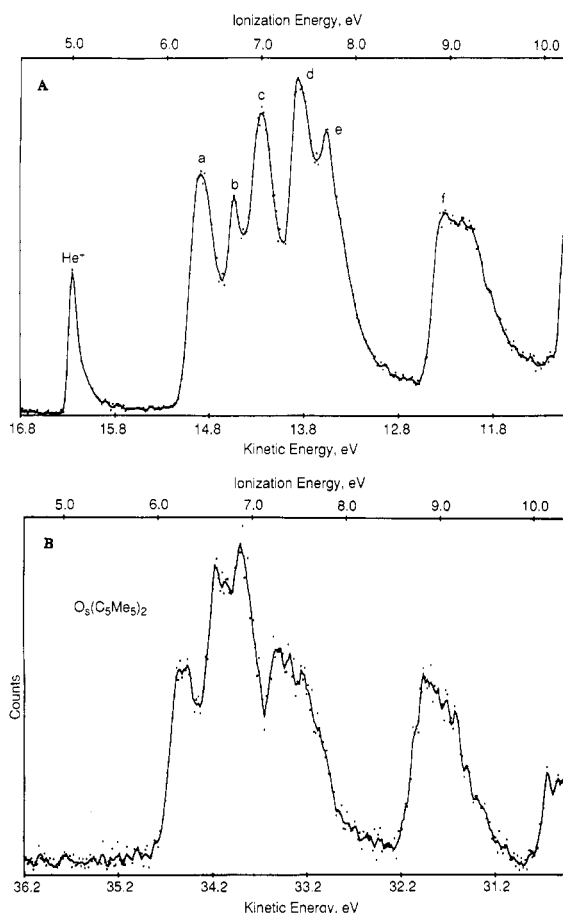 Ionization Energy, eV
5.0 6.0 7.0 8.0 9.0 10.0
A
a b c d e f
He⁺
16.8 15.8 14.8 13.8 12.8 11.8
Kinetic Energy, eV
Ionization Energy, eV
5.0 6.0 7.0 8.0 9.0 10.0
B
Os(C5Me5)2
Counts
36.2 35.2 34.2 33.2 32.2 31.2
Kinetic Energy, eV